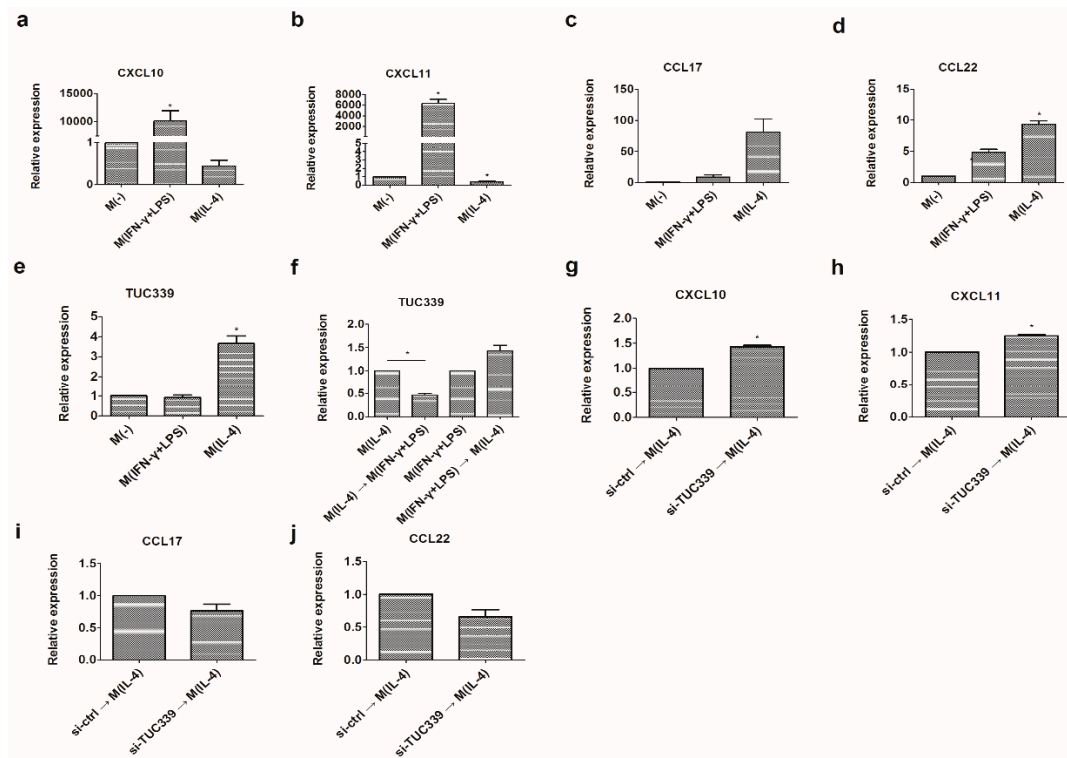 a
CXCL10
Relative expression
15000
10000
1
0
M(-)
M(IFN-γ+LPS)
M(IL-4)
*
b
CXCL11
Relative expression
8000
6000
4000
2000
5
4
3
2
1
0
M(-)
M(IFN-γ+LPS)
M(IL-4)
*
*
c
CCL17
Relative expression
150
100
50
0
M(-)
M(IFN-γ+LPS)
M(IL-4)
d
CCL22
Relative expression
15
10
5
0
M(-)
M(IFN-γ+LPS)
M(IL-4)
*
e
TUC339
Relative expression
5
4
3
2
1
0
M(-)
M(IFN-γ+LPS)
M(IL-4)
*
f
TUC339
Relative expression
2.0
1.5
1.0
0.5
0.0
M(IL-4)
M(IL-4) → M(IFN-γ+LPS)
M(IFN-γ+LPS)
M(IFN-γ+LPS) → M(IL-4)
*
g
CXCL10
Relative expression
2.0
1.5
1.0
0.5
0.0
si-ctrl → M(IL-4)
si-TUC339 → M(IL-4)
*
h
CXCL11
Relative expression
1.5
1.0
0.5
0.0
si-ctrl → M(IL-4)
si-TUC339 → M(IL-4)
*
i
CCL17
Relative expression
1.5
1.0
0.5
0.0
si-ctrl → M(IL-4)
si-TUC339 → M(IL-4)
j
CCL22
Relative expression
1.5
1.0
0.5
0.0
si-ctrl → M(IL-4)
si-TUC339 → M(IL-4)